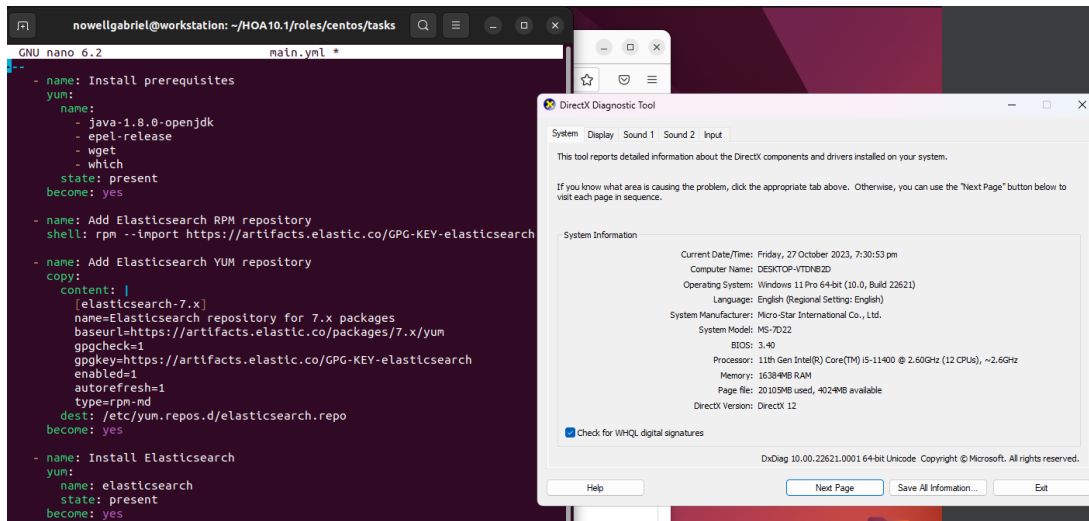 nowellgabriel@workstation: ~/HOA10.1/roles/centos/tasks
GNU nano 6.2 main.yml *
---
- name: Install prerequisites
yum:
name:
- java-1.8.0-openjdk
- epel-release
- wget
- which
state: present
become: yes
- name: Add Elasticsearch RPM repository
shell: rpm --import https://artifacts.elastic.co/GPG-KEY-elasticsearch
- name: Add Elasticsearch YUM repository
copy:
content: |
[elasticsearch-7.x]
name=Elasticsearch repository for 7.x packages
baseurl=https://artifacts.elastic.co/packages/7.x/yum
gpgcheck=1
gpgkey=https://artifacts.elastic.co/GPG-KEY-elasticsearch
enabled=1
autorefresh=1
type=rpm-md
dest: /etc/yum.repos.d/elasticsearch.repo
become: yes
- name: Install Elasticsearch
yum:
name: elasticsearch
state: present
become: yes
DirectX Diagnostic Tool
System Display Sound 1 Sound 2 Input
This tool reports detailed information about the DirectX components and drivers installed on your system.
If you know what area is causing the problem, click the appropriate tab above. Otherwise, you can use the "Next Page" button below to
visit each page in sequence.
System Information
Current Date/Time: Friday, 27 October 2023, 7:30:53 pm
Computer Name: DESKTOP-VTDNB2D
Operating System: Windows 11 Pro 64-bit (10.0, Build 22621)
Language: English (Regional Setting: English)
System Manufacturer: Micro-Star International Co., Ltd.
System Model: MS-7D22
BIOS: 3.40
Processor: 11th Gen Intel(R) Core(TM) i5-11400 @ 2.60GHz (12 CPUs), ~2.6GHz
Memory: 16384MB RAM
Page file: 20105MB used, 4024MB available
DirectX Version: DirectX 12
Check for WHQL digital signatures
DxDiag 10.00.22621.0001 64-bit Unicode Copyright © Microsoft. All rights reserved.
Help Next Page Save All Information... Exit